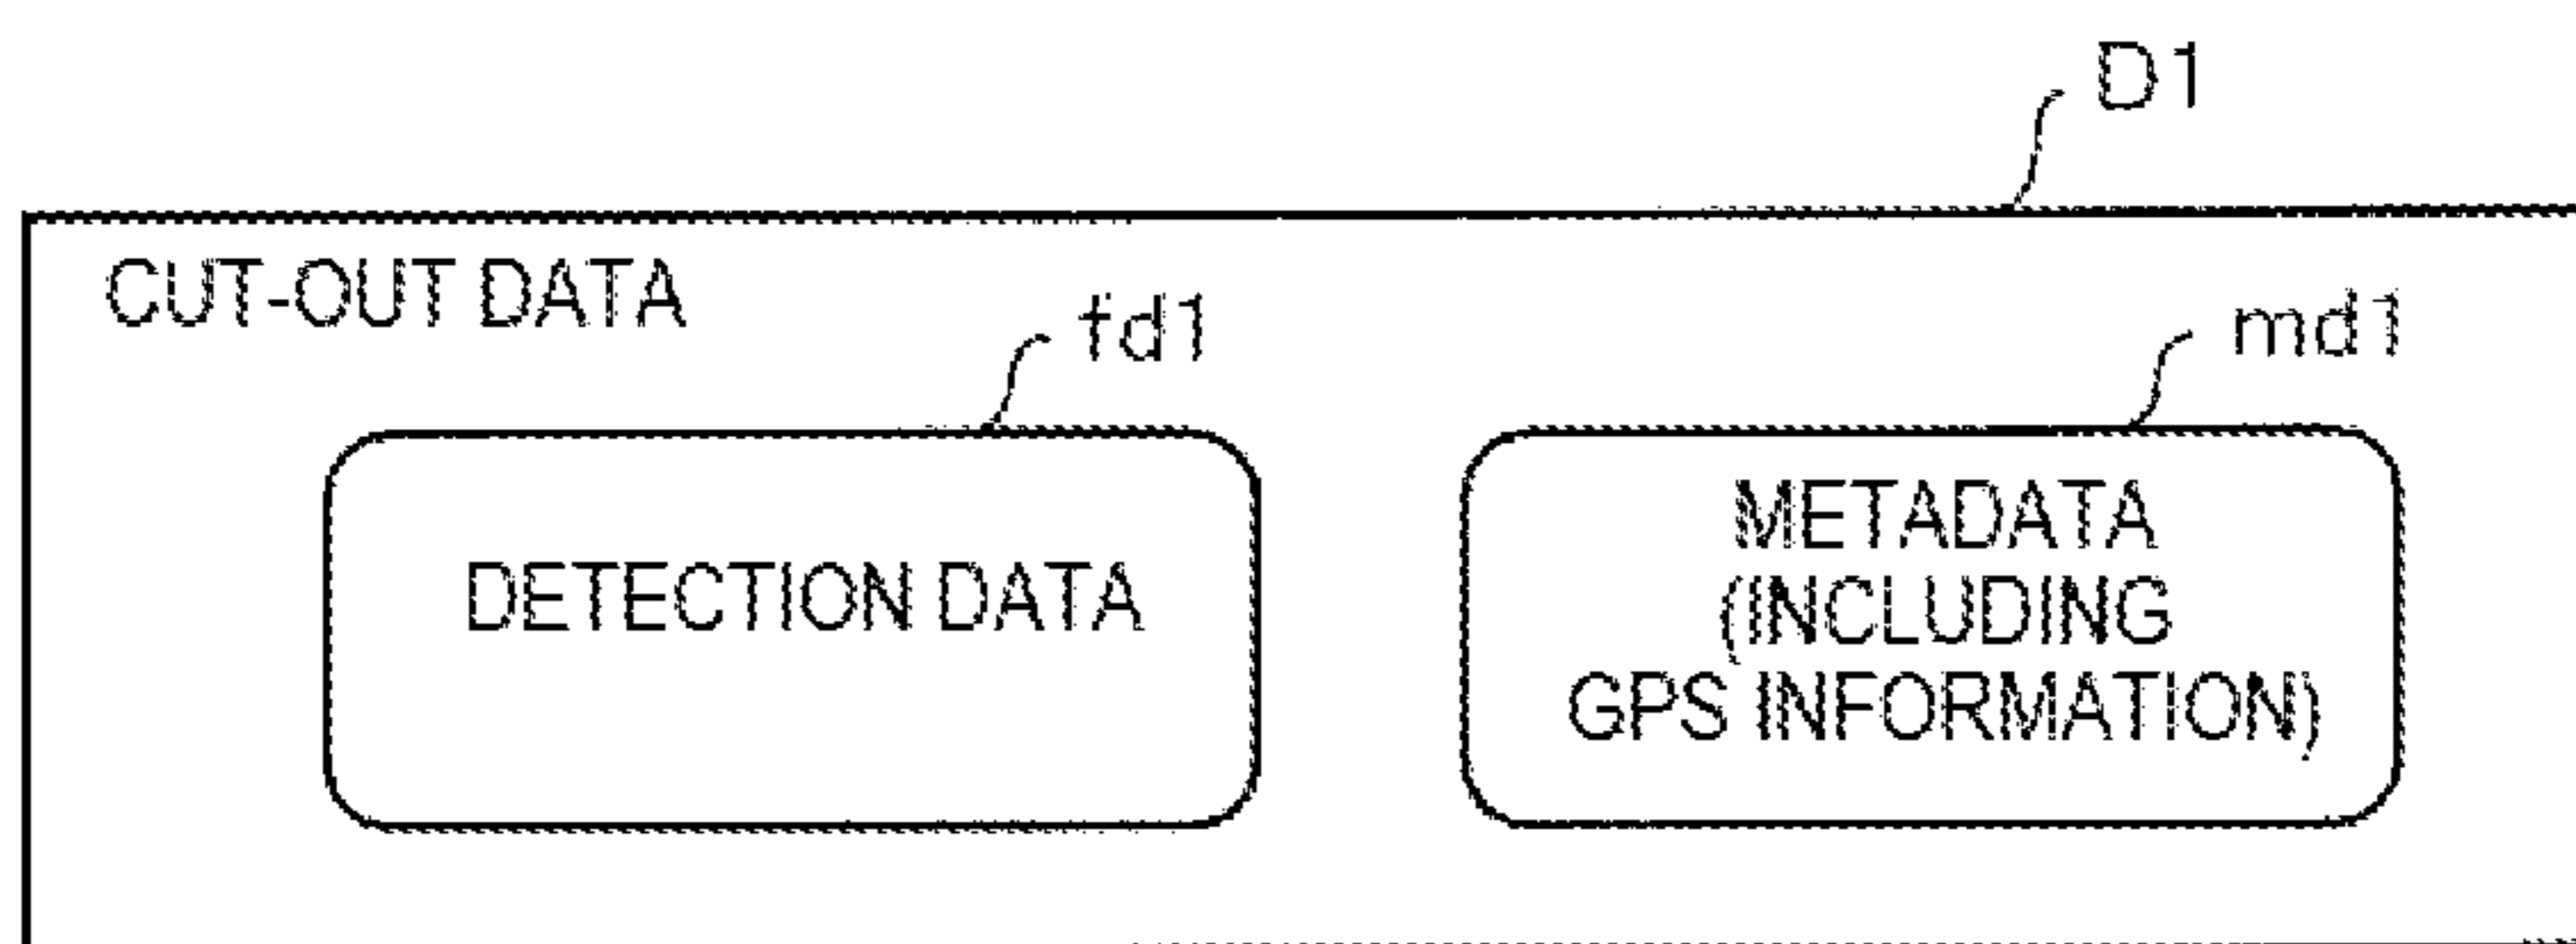 D1
CUT-OUT DATA
fd1
md1
DETECTION DATA
METADATA
(INCLUDING
GPS INFORMATION)